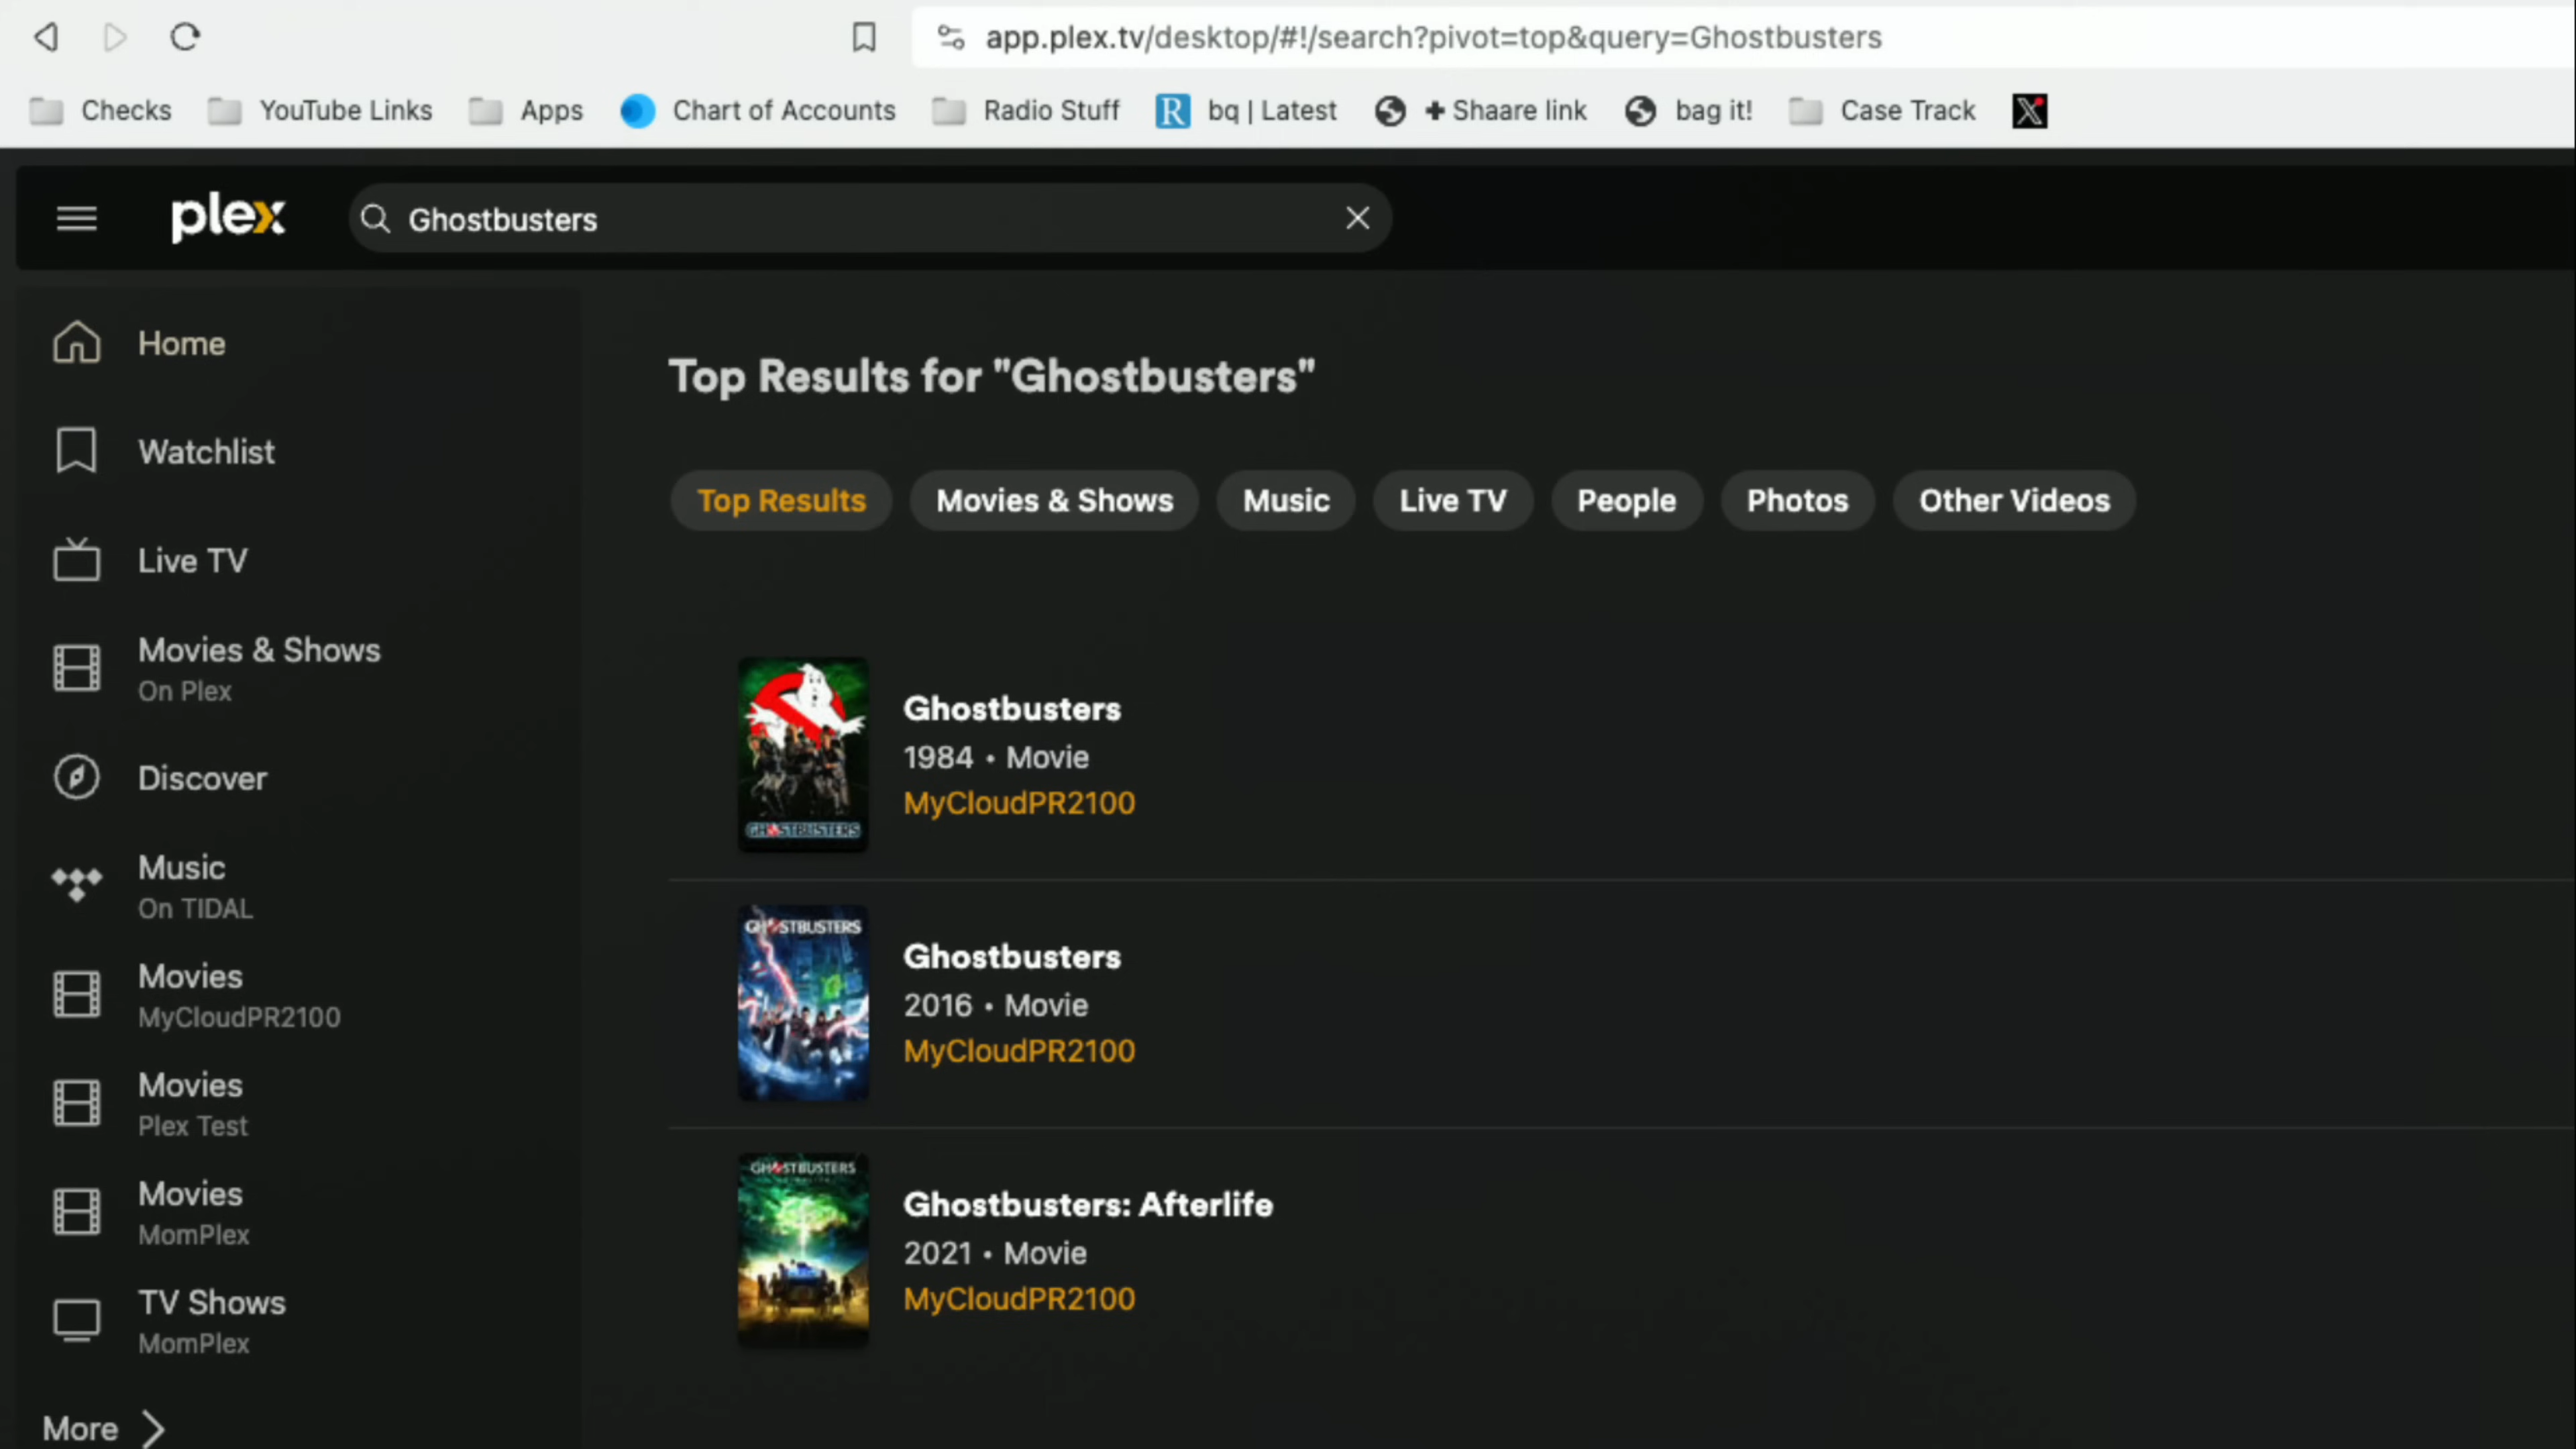 app.plex.tv/desktop/#!/search?pivot=top&query=Ghostbusters
Checks YouTube Links Apps Chart of Accounts Radio Stuff R bq | Latest + Shaare link bag it! Case Track X
plex Ghostbusters
Home
Watchlist
Live TV
Movies & Shows
On Plex
Discover
Music
On TIDAL
Movies
MyCloudPR2100
Movies
Plex Test
Movies
MomPlex
TV Shows
MomPlex
More
Top Results for "Ghostbusters"
Top Results Movies & Shows Music Live TV People Photos Other Videos
GHOSTBUSTERS
Ghostbusters
1984 • Movie
MyCloudPR2100
GHOSTBUSTERS
Ghostbusters
2016 • Movie
MyCloudPR2100
GHOSTBUSTERS
Ghostbusters: Afterlife
2021 • Movie
MyCloudPR2100